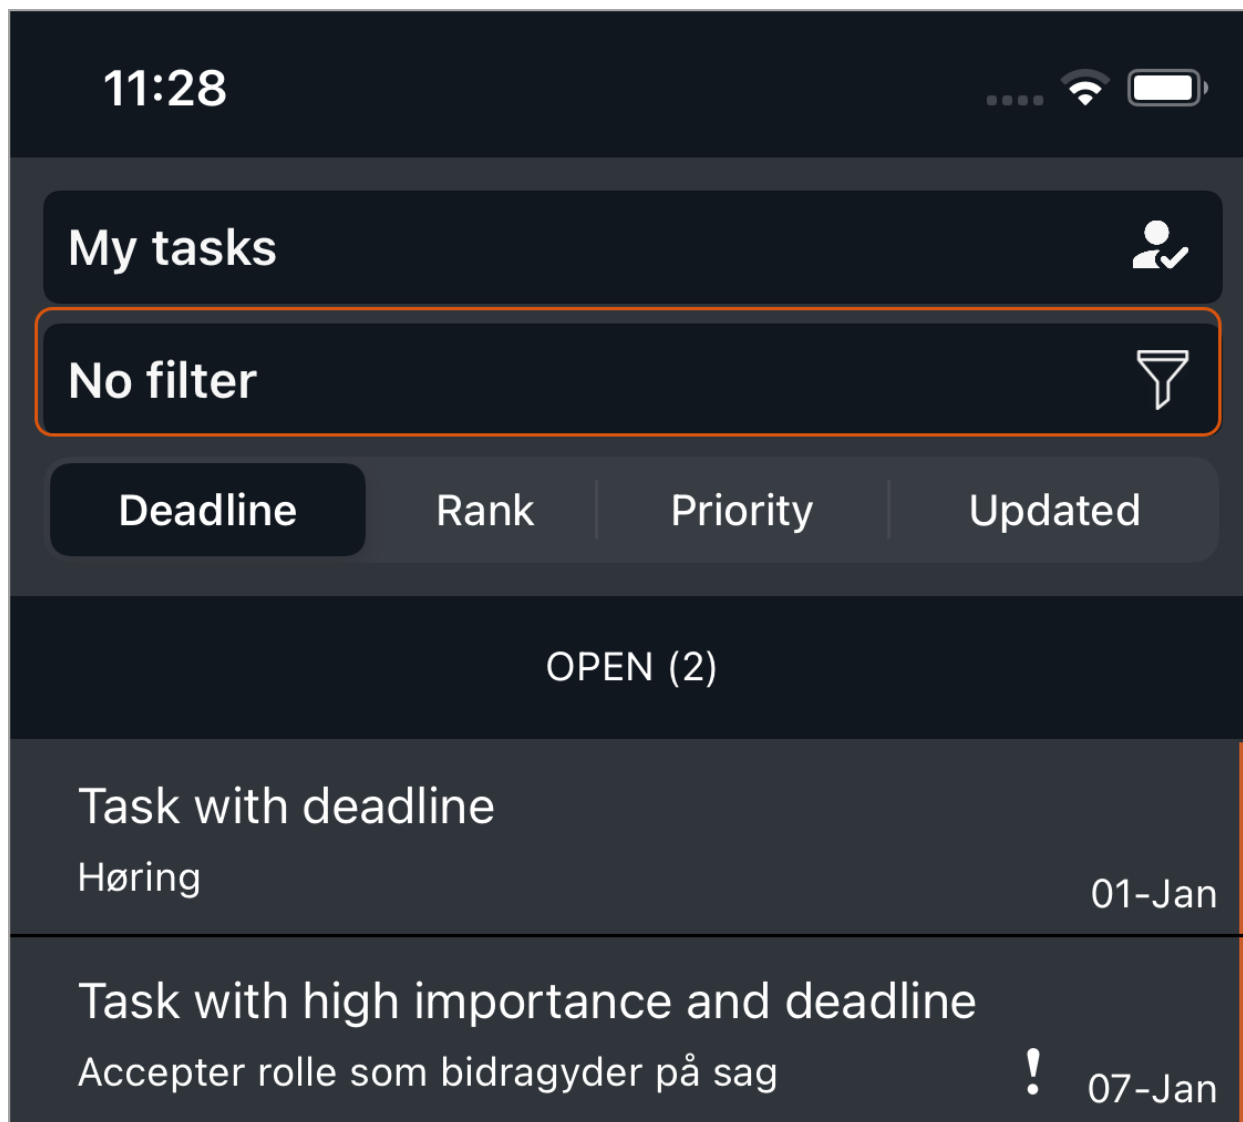 11:28
My tasks
No filter
Deadline Rank Priority Updated
OPEN (2)
Task with deadline
Høring
01-Jan
Task with high importance and deadline
Accepter rolle som bidragyder på sag ! 07-Jan